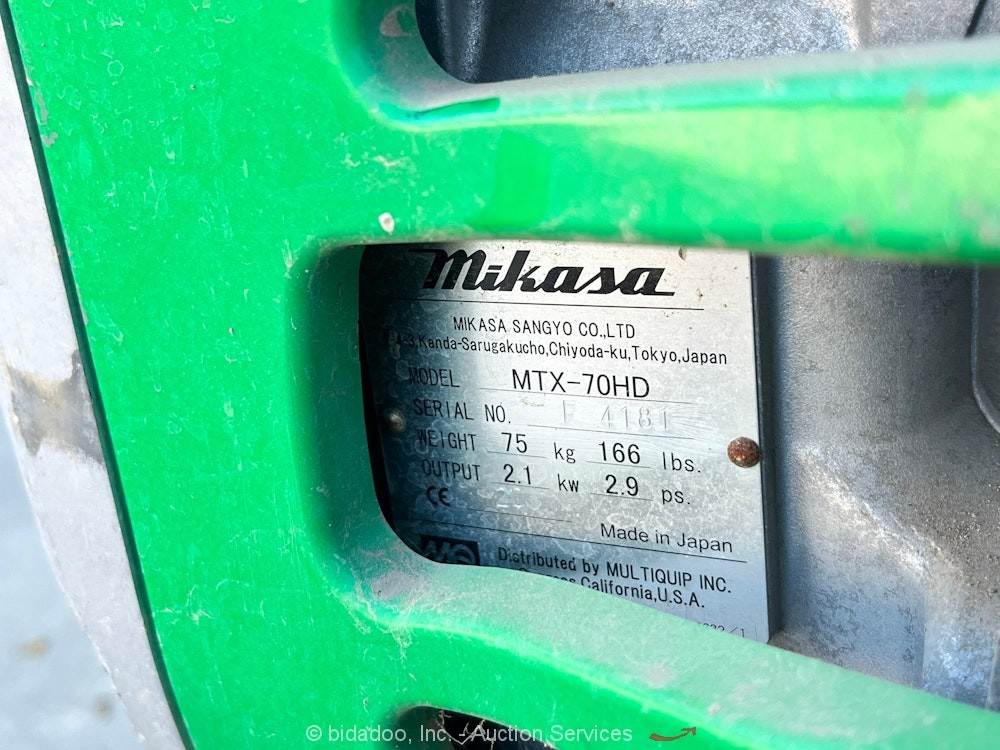 Mikasa
MIKASA SANGYO CO.,LTD
Kanda-Sarugakucho,Chiyoda-ku,Tokyo,Japan
MODEL MTX-70HD
SERIAL NO. F 4181
WEIGHT 75 kg 166 lbs.
OUTPUT 2.1 kw 2.9 ps.
CE
Made in Japan
MQ Distributed by MULTIQUIP INC.
California,U.S.A.
© bidadoo, Inc. - Auction Services